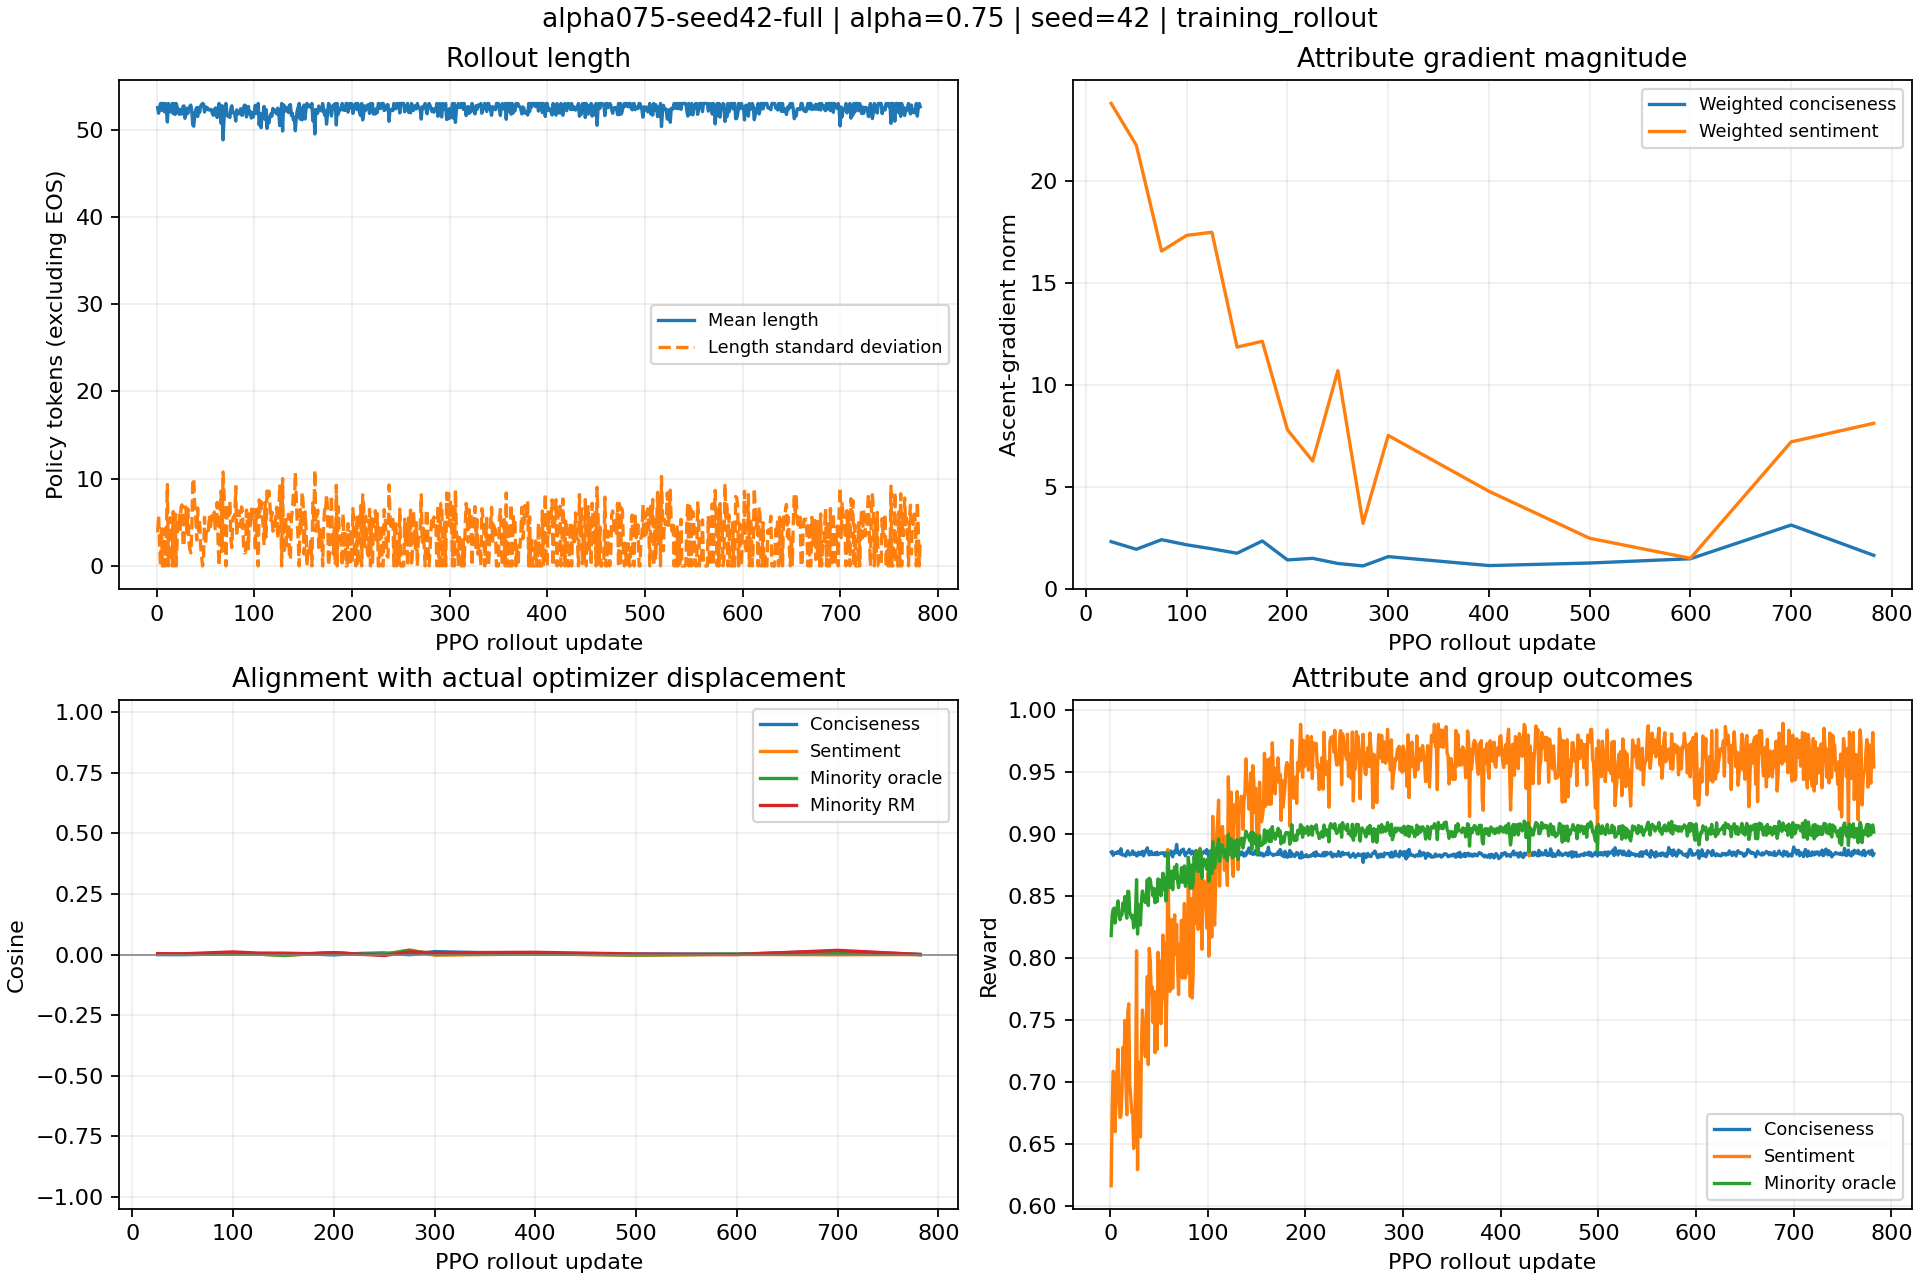 alpha075-seed42-full | alpha=0.75 | seed=42 | training_rollout
Rollout length
50
40
30
20
10
0
Policy tokens (excluding EOS)
Mean length
Length standard deviation
0 100 200 300 400 500 600 700 800
PPO rollout update
Attribute gradient magnitude
20
15
10
5
0
Ascent-gradient norm
Weighted conciseness
Weighted sentiment
0 100 200 300 400 500 600 700 800
PPO rollout update
Alignment with actual optimizer displacement
1.00
0.75
0.50
0.25
0.00
−0.25
−0.50
−0.75
−1.00
Cosine
Conciseness
Sentiment
Minority oracle
Minority RM
0 100 200 300 400 500 600 700 800
PPO rollout update
Attribute and group outcomes
1.00
0.95
0.90
0.85
0.80
0.75
0.70
0.65
0.60
Reward
Conciseness
Sentiment
Minority oracle
0 100 200 300 400 500 600 700 800
PPO rollout update